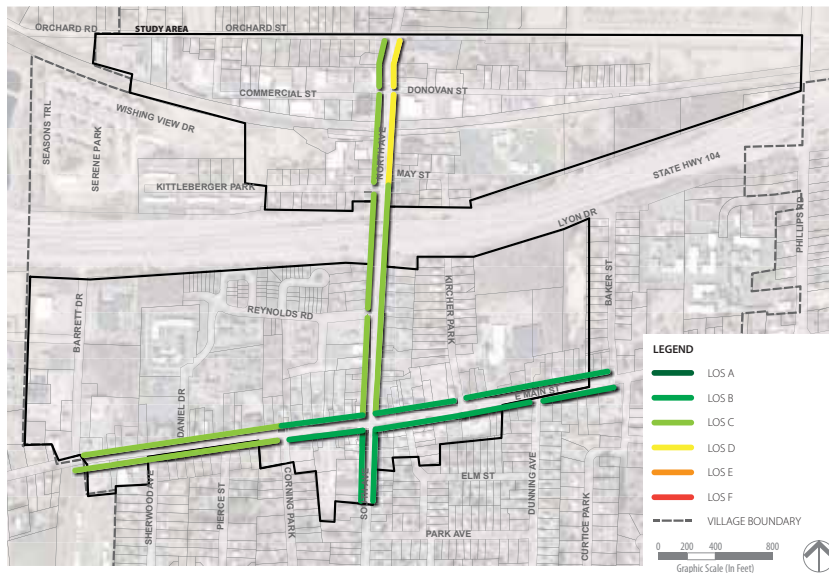 ORCHARD RD
STUDY AREA
ORCHARD ST
COMMERCIAL ST
DONOVAN ST
WISHING VIEW DR
SEASONS TRL
SERENE PARK
NORTH AVE
MAY ST
KITTLEBERGER PARK
STATE HWY 104
LYON DR
PHILLIPS RD
BAKER ST
BARRETT DR
REYNOLDS RD
KIRCHER PARK
DANIEL DR
E MAIN ST
SHERWOOD AVE
PIERCE ST
CORNING PARK
ELM ST
DUNNING AVE
CURTICE PARK
PARK AVE
LEGEND
LOS A
LOS B
LOS C
LOS D
LOS E
LOS F
VILLAGE BOUNDARY
0 200 400 800
Graphic Scale (In Feet)